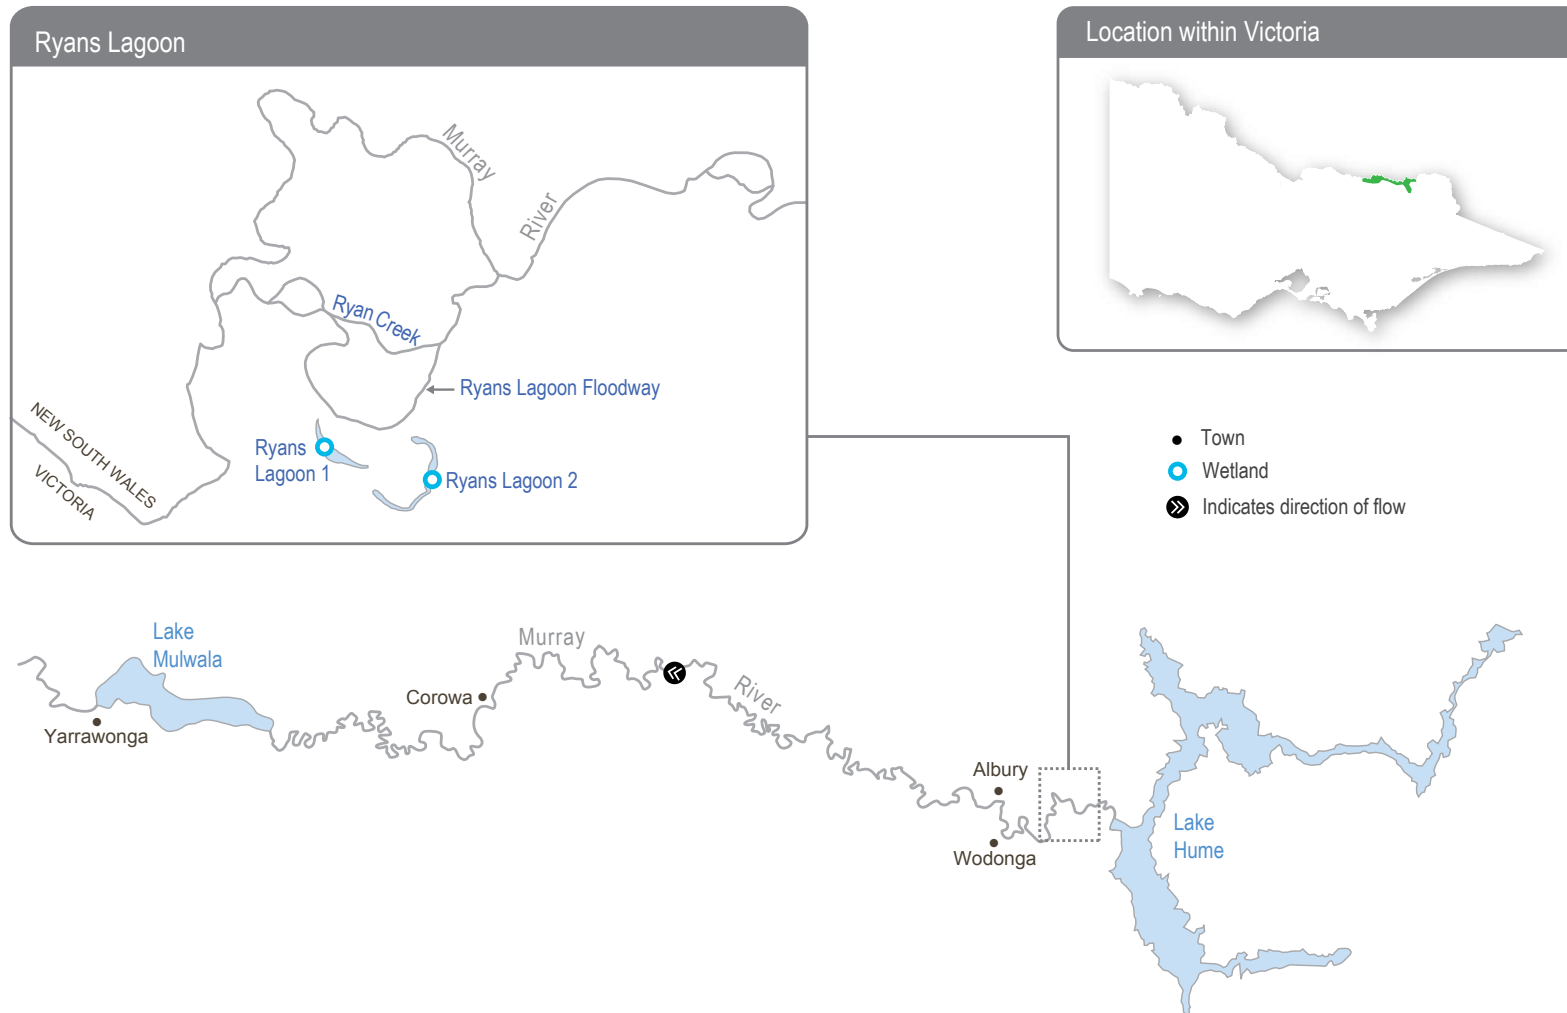 Ryans Lagoon
Murray
River
Ryan Creek
Ryans Lagoon Floodway
NEW SOUTH WALES
VICTORIA
Ryans
Lagoon 1
Ryans Lagoon 2
Location within Victoria
Town
Wetland
Indicates direction of flow
Lake
Mulwala
Yarrawonga
Corowa
Murray
River
Albury
Wodonga
Lake
Hume